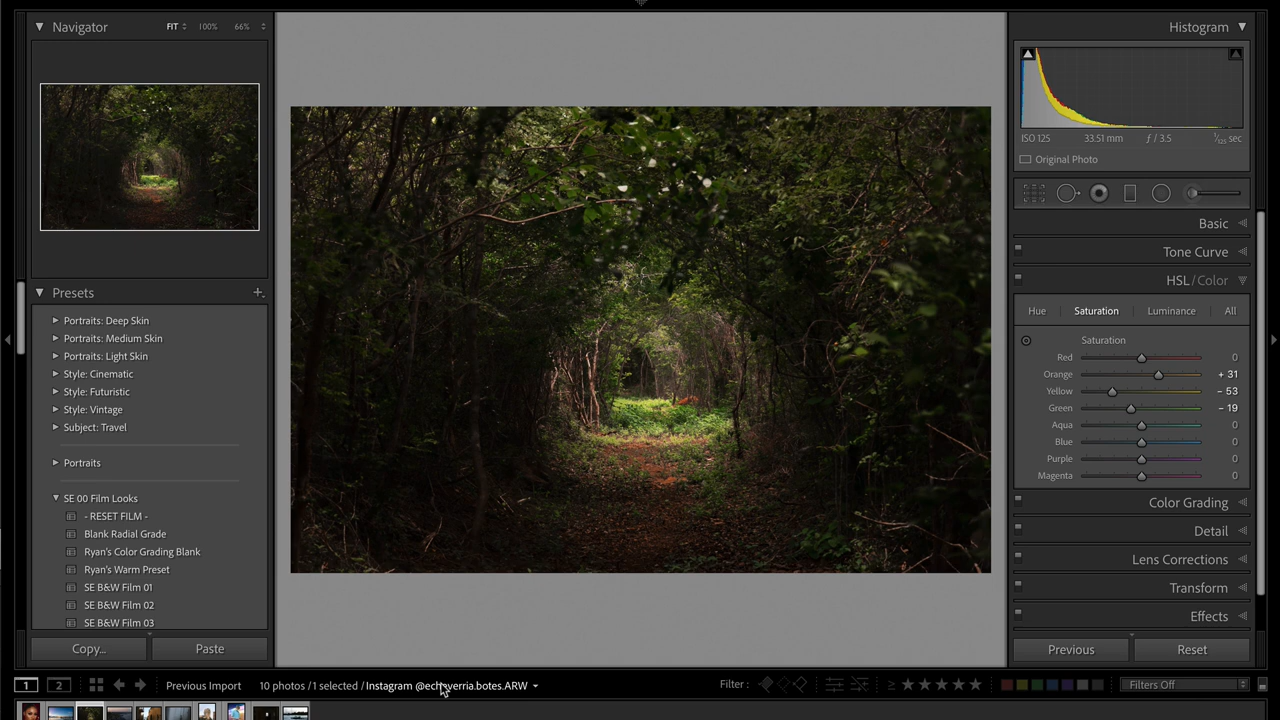 Navigator
FIT 100% 66%
Presets
Portraits: Deep Skin
Portraits: Medium Skin
Portraits: Light Skin
Style: Cinematic
Style: Futuristic
Style: Vintage
Subject: Travel
Portraits
SE 00 Film Looks
- RESET FILM -
Blank Radial Grade
Ryan's Color Grading Blank
Ryan's Warm Preset
SE B&W Film 01
SE B&W Film 02
SE B&W Film 03
Copy... Paste
Histogram
ISO 125 33.51 mm ƒ / 3.5 1/125 sec
Original Photo
Basic
Tone Curve
HSL / Color
Hue Saturation Luminance All
Saturation
Red 0
Orange + 31
Yellow - 53
Green - 19
Aqua 0
Blue 0
Purple 0
Magenta 0
Color Grading
Detail
Lens Corrections
Transform
Effects
Previous Reset
1 2 Previous Import 10 photos / 1 selected / Instagram @echeverria.botes.ARW Filter : ≥ Filters Off